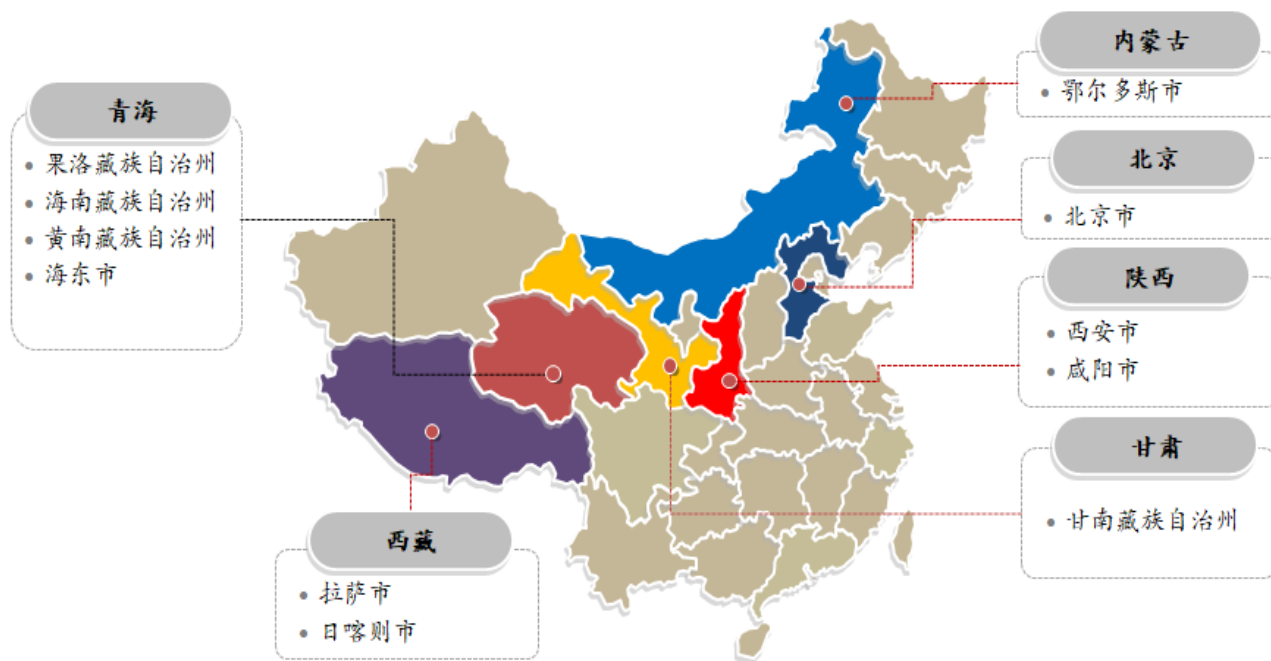 青海
果洛藏族自治州
海南藏族自治州
黄南藏族自治州
海东市
内蒙古
鄂尔多斯市
北京
北京市
陕西
西安市
咸阳市
甘肃
甘南藏族自治州
西藏
拉萨市
日喀则市